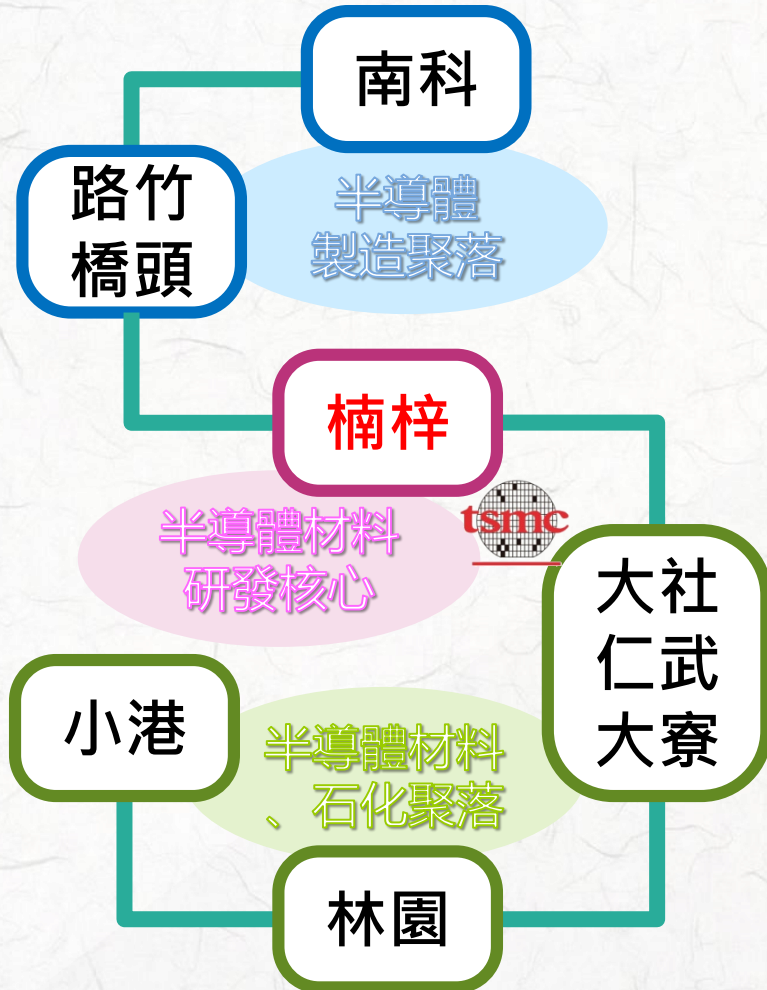 南科
路竹
橋頭
半導體
製造聚落
楠梓
tsmc
半導體材料
研發核心
大社
仁武
大寮
小港
半導體材料
、石化聚落
林園